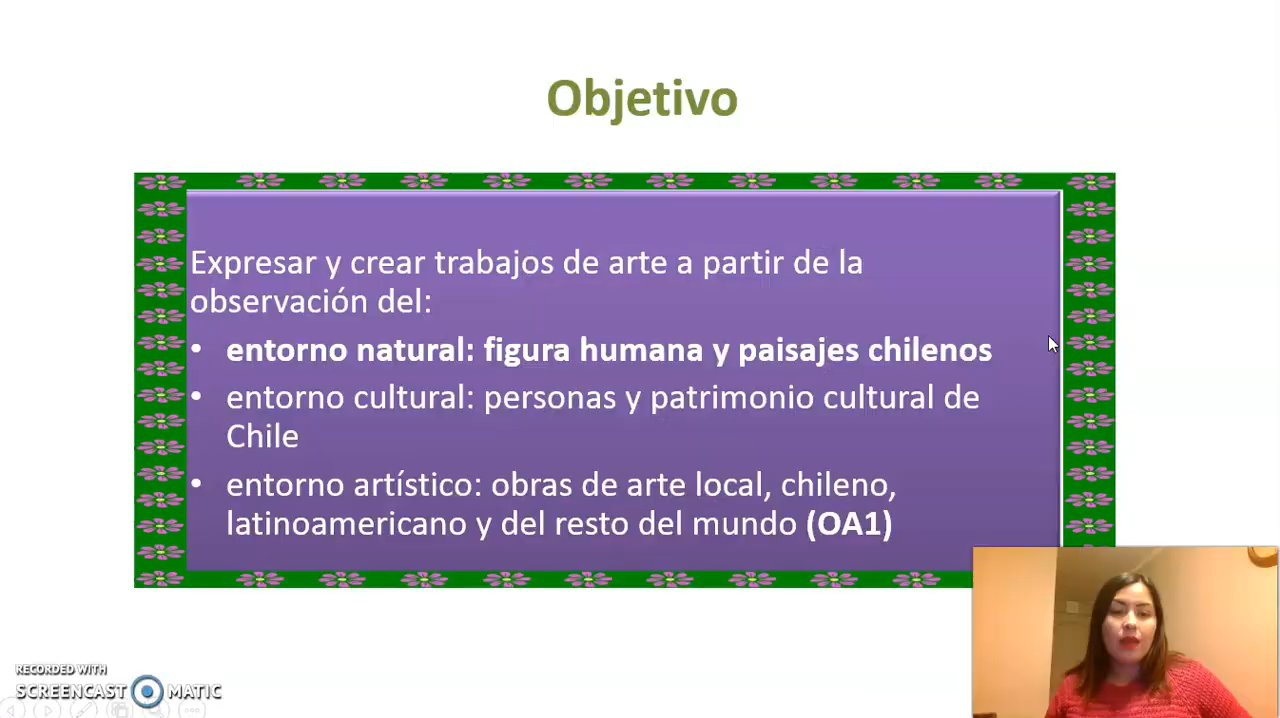 Objetivo
Expresar y crear trabajos de arte a partir de la
observación del:
• entorno natural: figura humana y paisajes chilenos
• entorno cultural: personas y patrimonio cultural de
Chile
• entorno artístico: obras de arte local, chileno,
latinoamericano y del resto del mundo (OA1)
RECORDED WITH
SCREENCAST MATIC